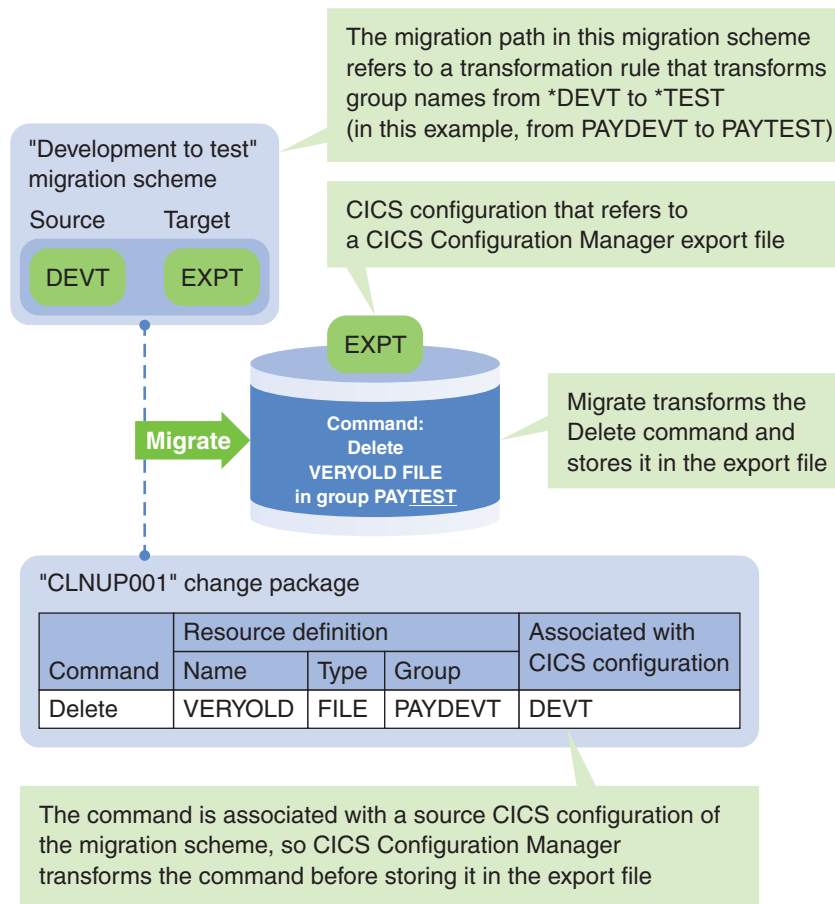 The migration path in this migration scheme
refers to a transformation rule that transforms
group names from *DEVT to *TEST
(in this example, from PAYDEVT to PAYTEST)
"Development to test"
migration scheme
Source Target
DEVT EXPT
CICS configuration that refers to
a CICS Configuration Manager export file
EXPT
Migrate
Command:
Delete
VERYOLD FILE
in group PAYTEST
Migrate transforms the
Delete command and
stores it in the export file
"CLNUP001" change package
Resource definition Associated with
CICS configuration
Command Name Type Group
Delete VERYOLD FILE PAYDEVT DEVT
The command is associated with a source CICS configuration of
the migration scheme, so CICS Configuration Manager
transforms the command before storing it in the export file